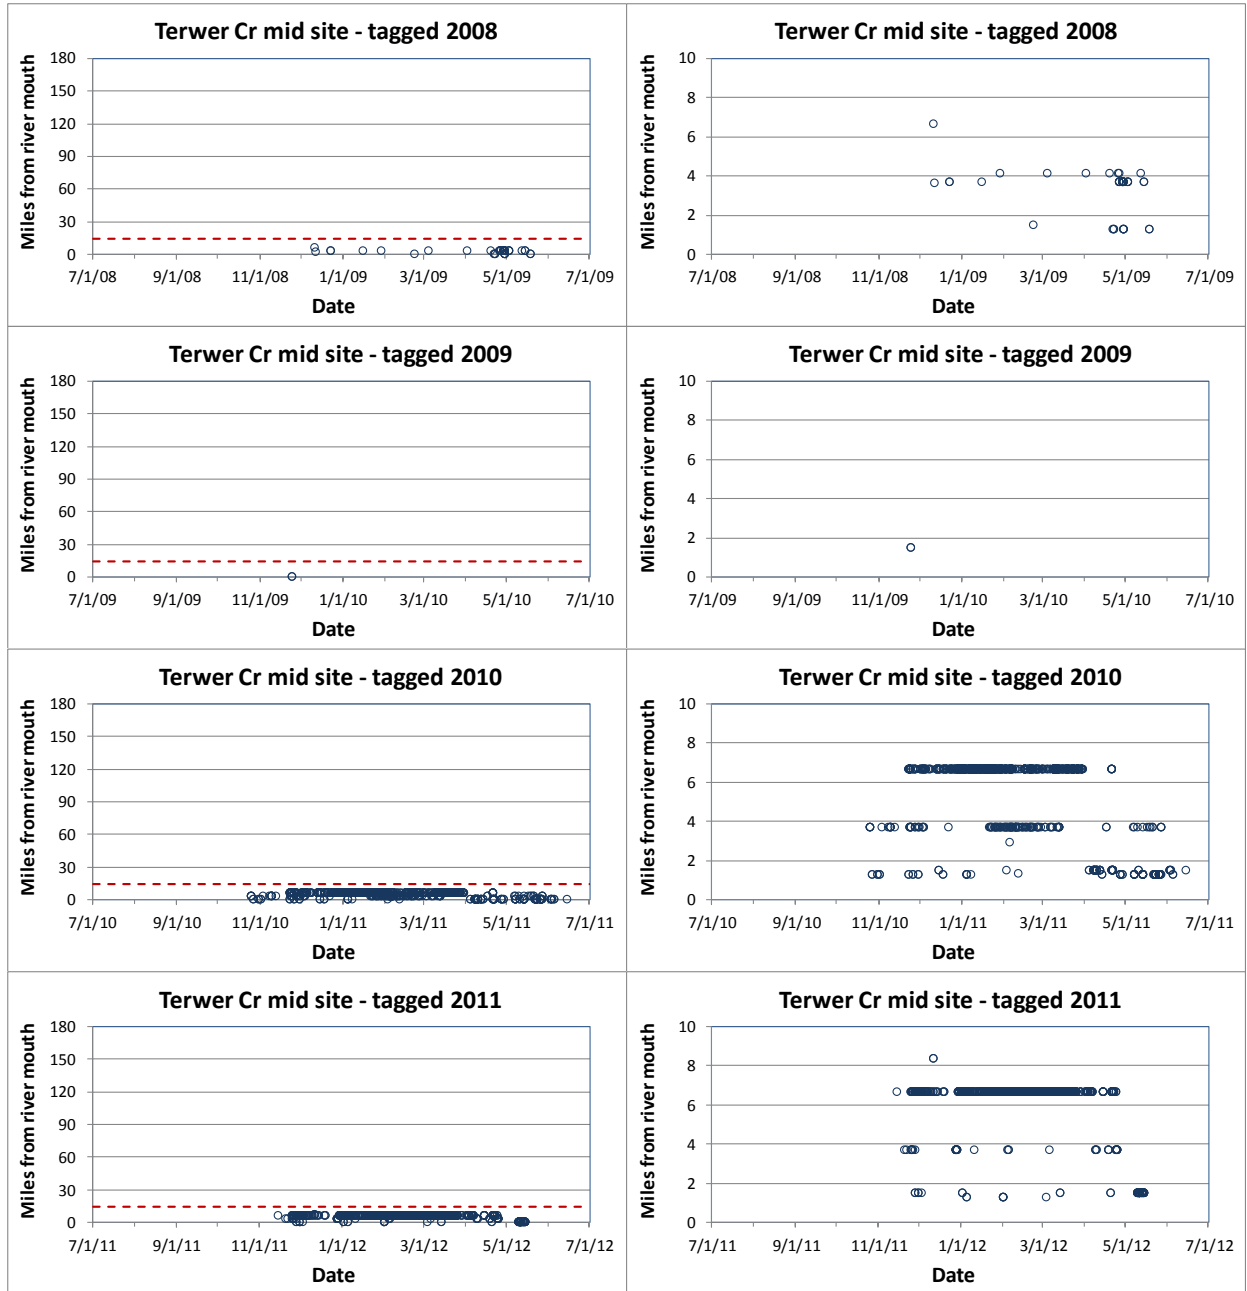 Terwer Cr mid site - tagged 2008
Miles from river mouth
180
150
120
90
60
30
0
7/1/08 9/1/08 11/1/08 1/1/09 3/1/09 5/1/09 7/1/09
Date
Terwer Cr mid site - tagged 2008
Miles from river mouth
10
8
6
4
2
0
7/1/08 9/1/08 11/1/08 1/1/09 3/1/09 5/1/09 7/1/09
Date
Terwer Cr mid site - tagged 2009
Miles from river mouth
180
150
120
90
60
30
0
7/1/09 9/1/09 11/1/09 1/1/10 3/1/10 5/1/10 7/1/10
Date
Terwer Cr mid site - tagged 2009
Miles from river mouth
10
8
6
4
2
0
7/1/09 9/1/09 11/1/09 1/1/10 3/1/10 5/1/10 7/1/10
Date
Terwer Cr mid site - tagged 2010
Miles from river mouth
180
150
120
90
60
30
0
7/1/10 9/1/10 11/1/10 1/1/11 3/1/11 5/1/11 7/1/11
Date
Terwer Cr mid site - tagged 2010
Miles from river mouth
10
8
6
4
2
0
7/1/10 9/1/10 11/1/10 1/1/11 3/1/11 5/1/11 7/1/11
Date
Terwer Cr mid site - tagged 2011
Miles from river mouth
180
150
120
90
60
30
0
7/1/11 9/1/11 11/1/11 1/1/12 3/1/12 5/1/12 7/1/12
Date
Terwer Cr mid site - tagged 2011
Miles from river mouth
10
8
6
4
2
0
7/1/11 9/1/11 11/1/11 1/1/12 3/1/12 5/1/12 7/1/12
Date